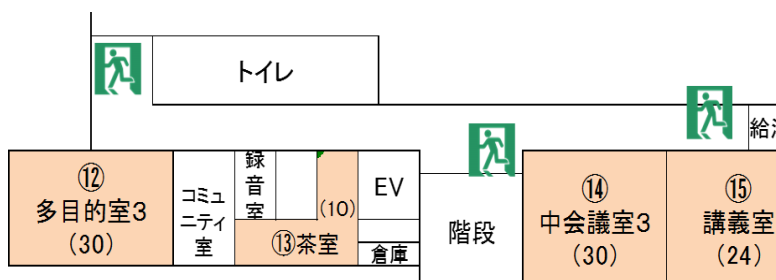 トイレ
⑫
多目的室3
(30)
コミュ
ニティ
室
録
音
室
(10)
⑬茶室
EV
倉庫
階段
⑭
中会議室3
(30)
⑮
講義室
(24)
給